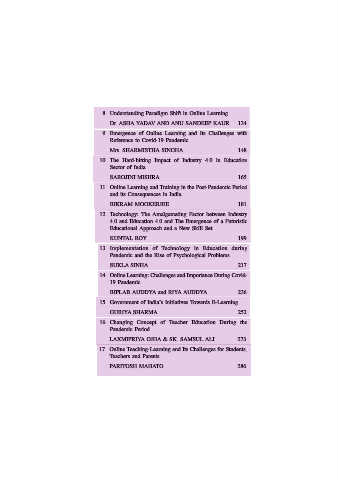 8 Understanding Paradigm Shift in Online Learning
Dr. ASHA YADAV AND ANU SANDEEP KAUR 134
9 Emergence of Online Learning and Its Challenges with
Reference to Covid-19 Pandemic
Mrs. SHARMISTHA SINGHA 148
10 The Hard-hitting Impact of Industry 4.0 in Education
Sector of India
SAROJINI MISHRA 165
11 Online Learning and Training in the Post-Pandemic Period
and its Consequences in India
BIKRAM MOOKERJEE 181
12 Technology: The Amalgamating Factor between Industry
4.0 and Education 4.0 and The Emergence of a Futuristic
Educational Approach and a New Skill Set
KUNTAL ROY 199
13 Implementation of Technology in Education during
Pandemic and the Rise of Psychological Problems
SUKLA SINHA 217
14 Online Learning: Challenges and Importance During Covid-
19 Pandemic
BIPLAB AUDDYA and RIYA AUDDYA 236
15 Government of India's Initiatives Towards E-Learning
GURIYA SHARMA 252
16 Changing Concept of Teacher Education During the
Pandemic Period
LAXMIPRIYA OJHA & SK. SAMSUL ALI 273
17 Online Teaching-Learning and Its Challenges for Students,
Teachers and Parents
PARITOSH MAHATO 286